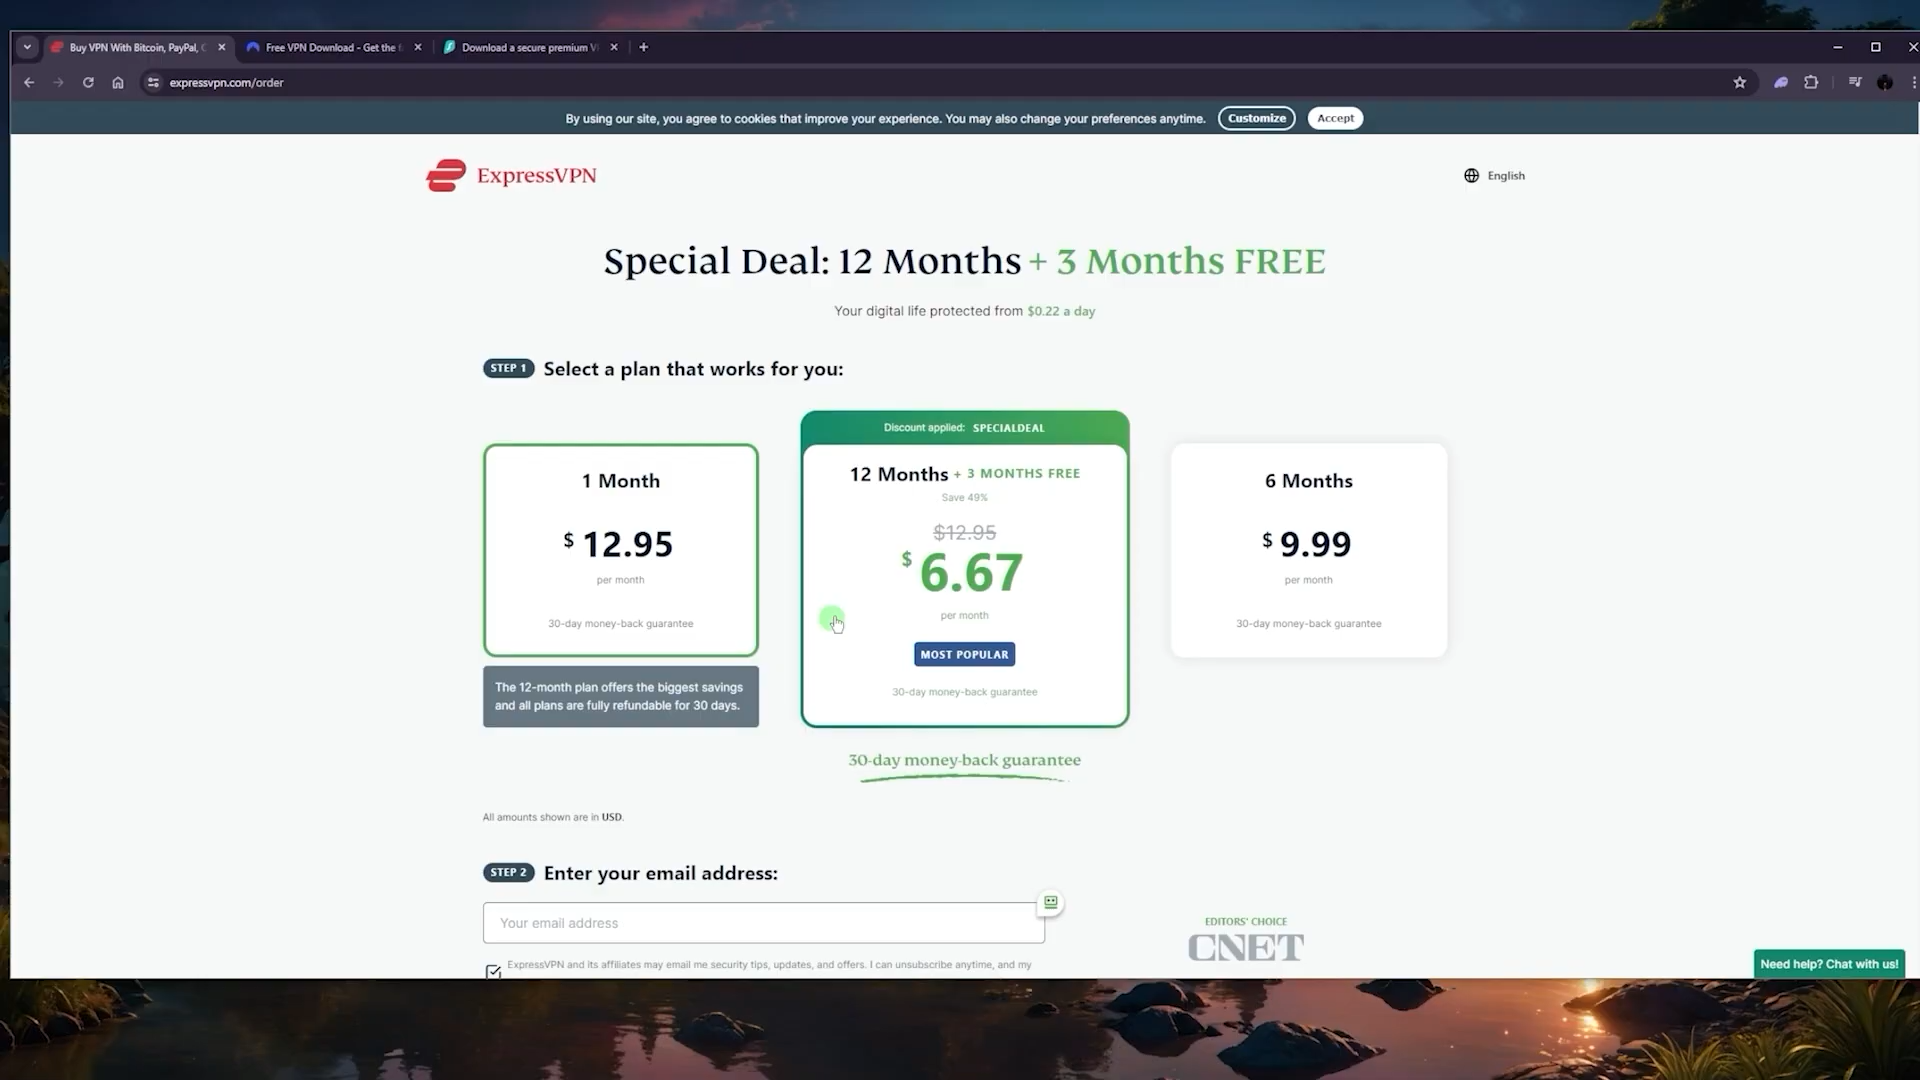 Buy VPN With Bitcoin, PayPal, C
Free VPN Download - Get the f
Download a secure premium V
expressvpn.com/order
By using our site, you agree to cookies that improve your experience. You may also change your preferences anytime.
Customize
Accept
ExpressVPN
English
Special Deal: 12 Months + 3 Months FREE
Your digital life protected from $0.22 a day
STEP 1 Select a plan that works for you:
1 Month
$ 12.95
per month
30-day money-back guarantee
The 12-month plan offers the biggest savings
and all plans are fully refundable for 30 days.
Discount applied: SPECIALDEAL
12 Months + 3 MONTHS FREE
Save 49%
$12.95
$ 6.67
per month
MOST POPULAR
30-day money-back guarantee
6 Months
$ 9.99
per month
30-day money-back guarantee
30-day money-back guarantee
All amounts shown are in USD.
STEP 2 Enter your email address:
Your email address
ExpressVPN and its affiliates may email me security tips, updates, and offers. I can unsubscribe anytime, and my
EDITORS' CHOICE
CNET
Need help? Chat with us!